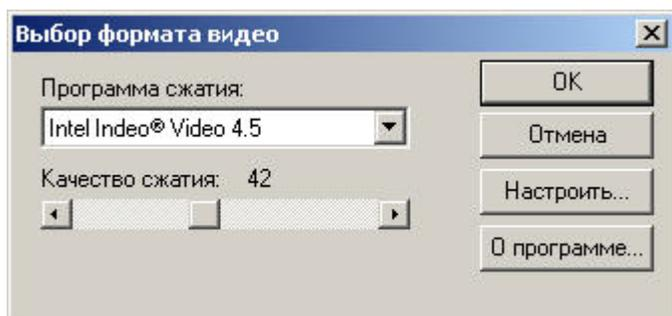 Выбор формата видео
Программа сжатия:
Intel Indeo® Video 4.5
Качество сжатия: 42
OK
Отмена
Настроить...
О программе...